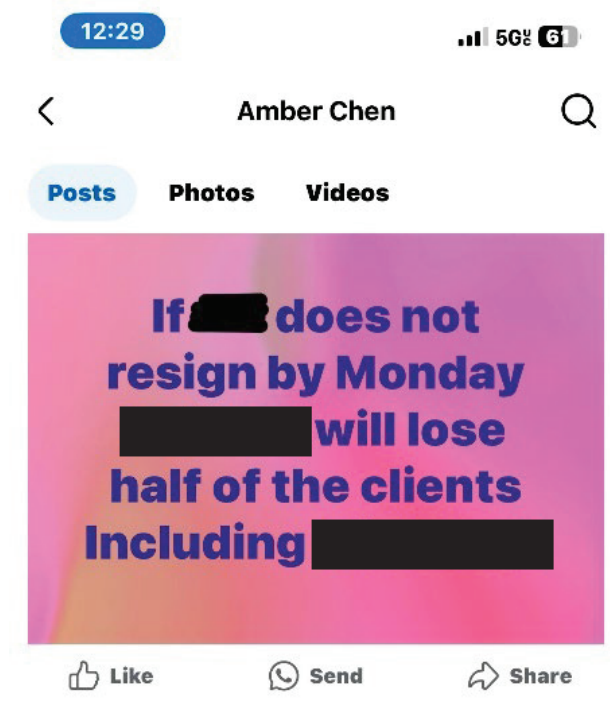 12:29 5GUC 61
Amber Chen
Posts Photos Videos
If does not
resign by Monday
will lose
half of the clients
Including
Like Send Share